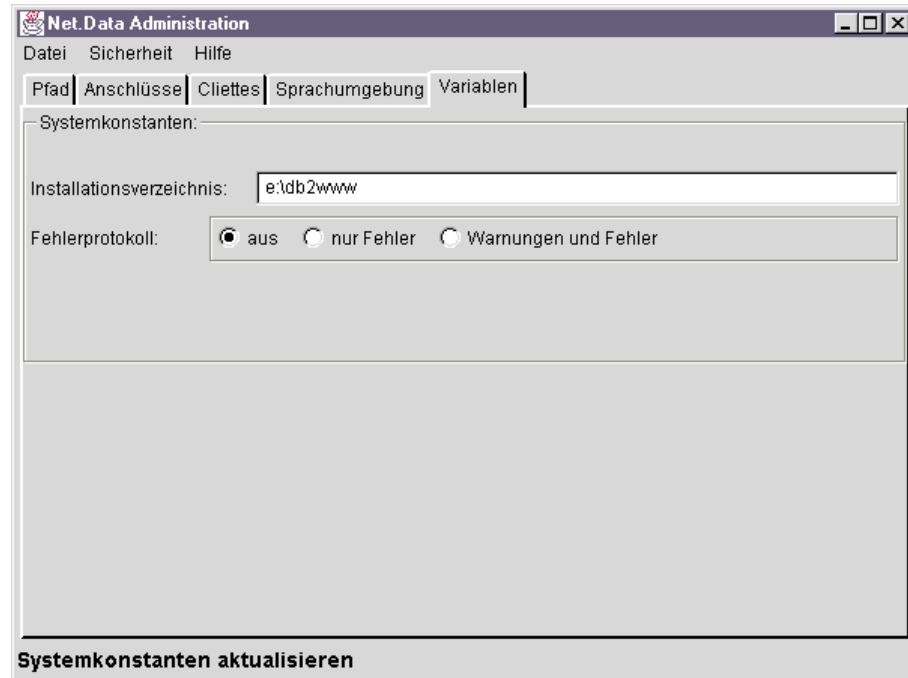 Net.Data Administration
Datei Sicherheit Hilfe
Pfad Anschlüsse Cliettes Sprachumgebung Variablen
Systemkonstanten:
Installationsverzeichnis: e:\db2www
Fehlerprotokoll: aus nur Fehler Warnungen und Fehler
Systemkonstanten aktualisieren